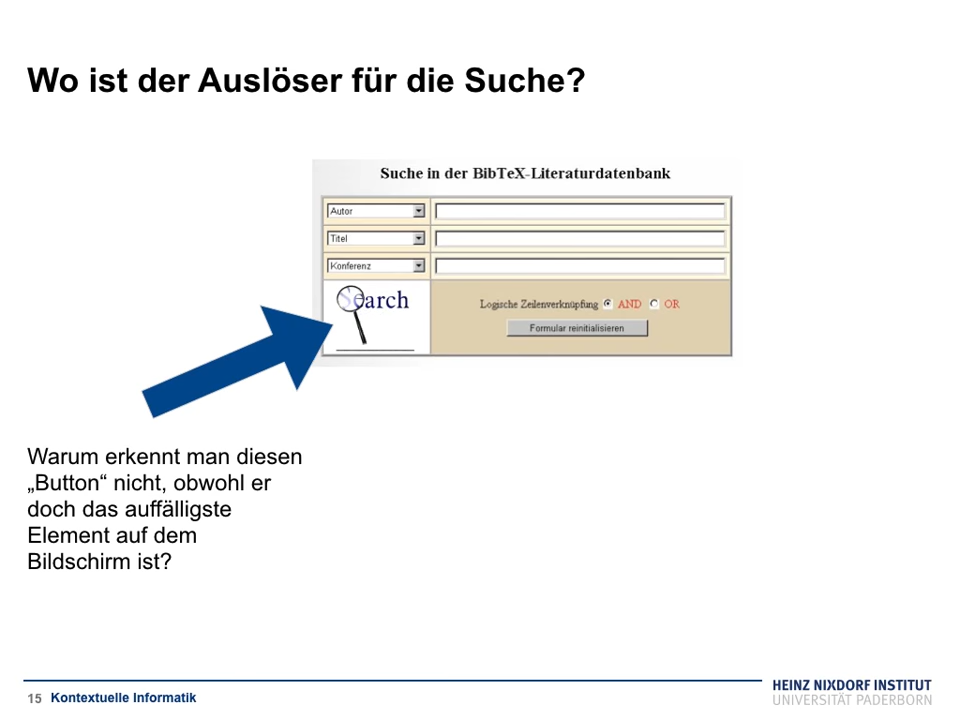 Wo ist der Auslöser für die Suche?
Suche in der BibTeX-Literaturdatenbank
Autor
Titel
Konferenz
Search
Logische Zeilenverknüpfung AND OR
Formular reinitialisieren
Warum erkennt man diesen
„Button“ nicht, obwohl er
doch das auffälligste
Element auf dem
Bildschirm ist?
15 Kontextuelle Informatik
HEINZ NIXDORF INSTITUT
UNIVERSITÄT PADERBORN